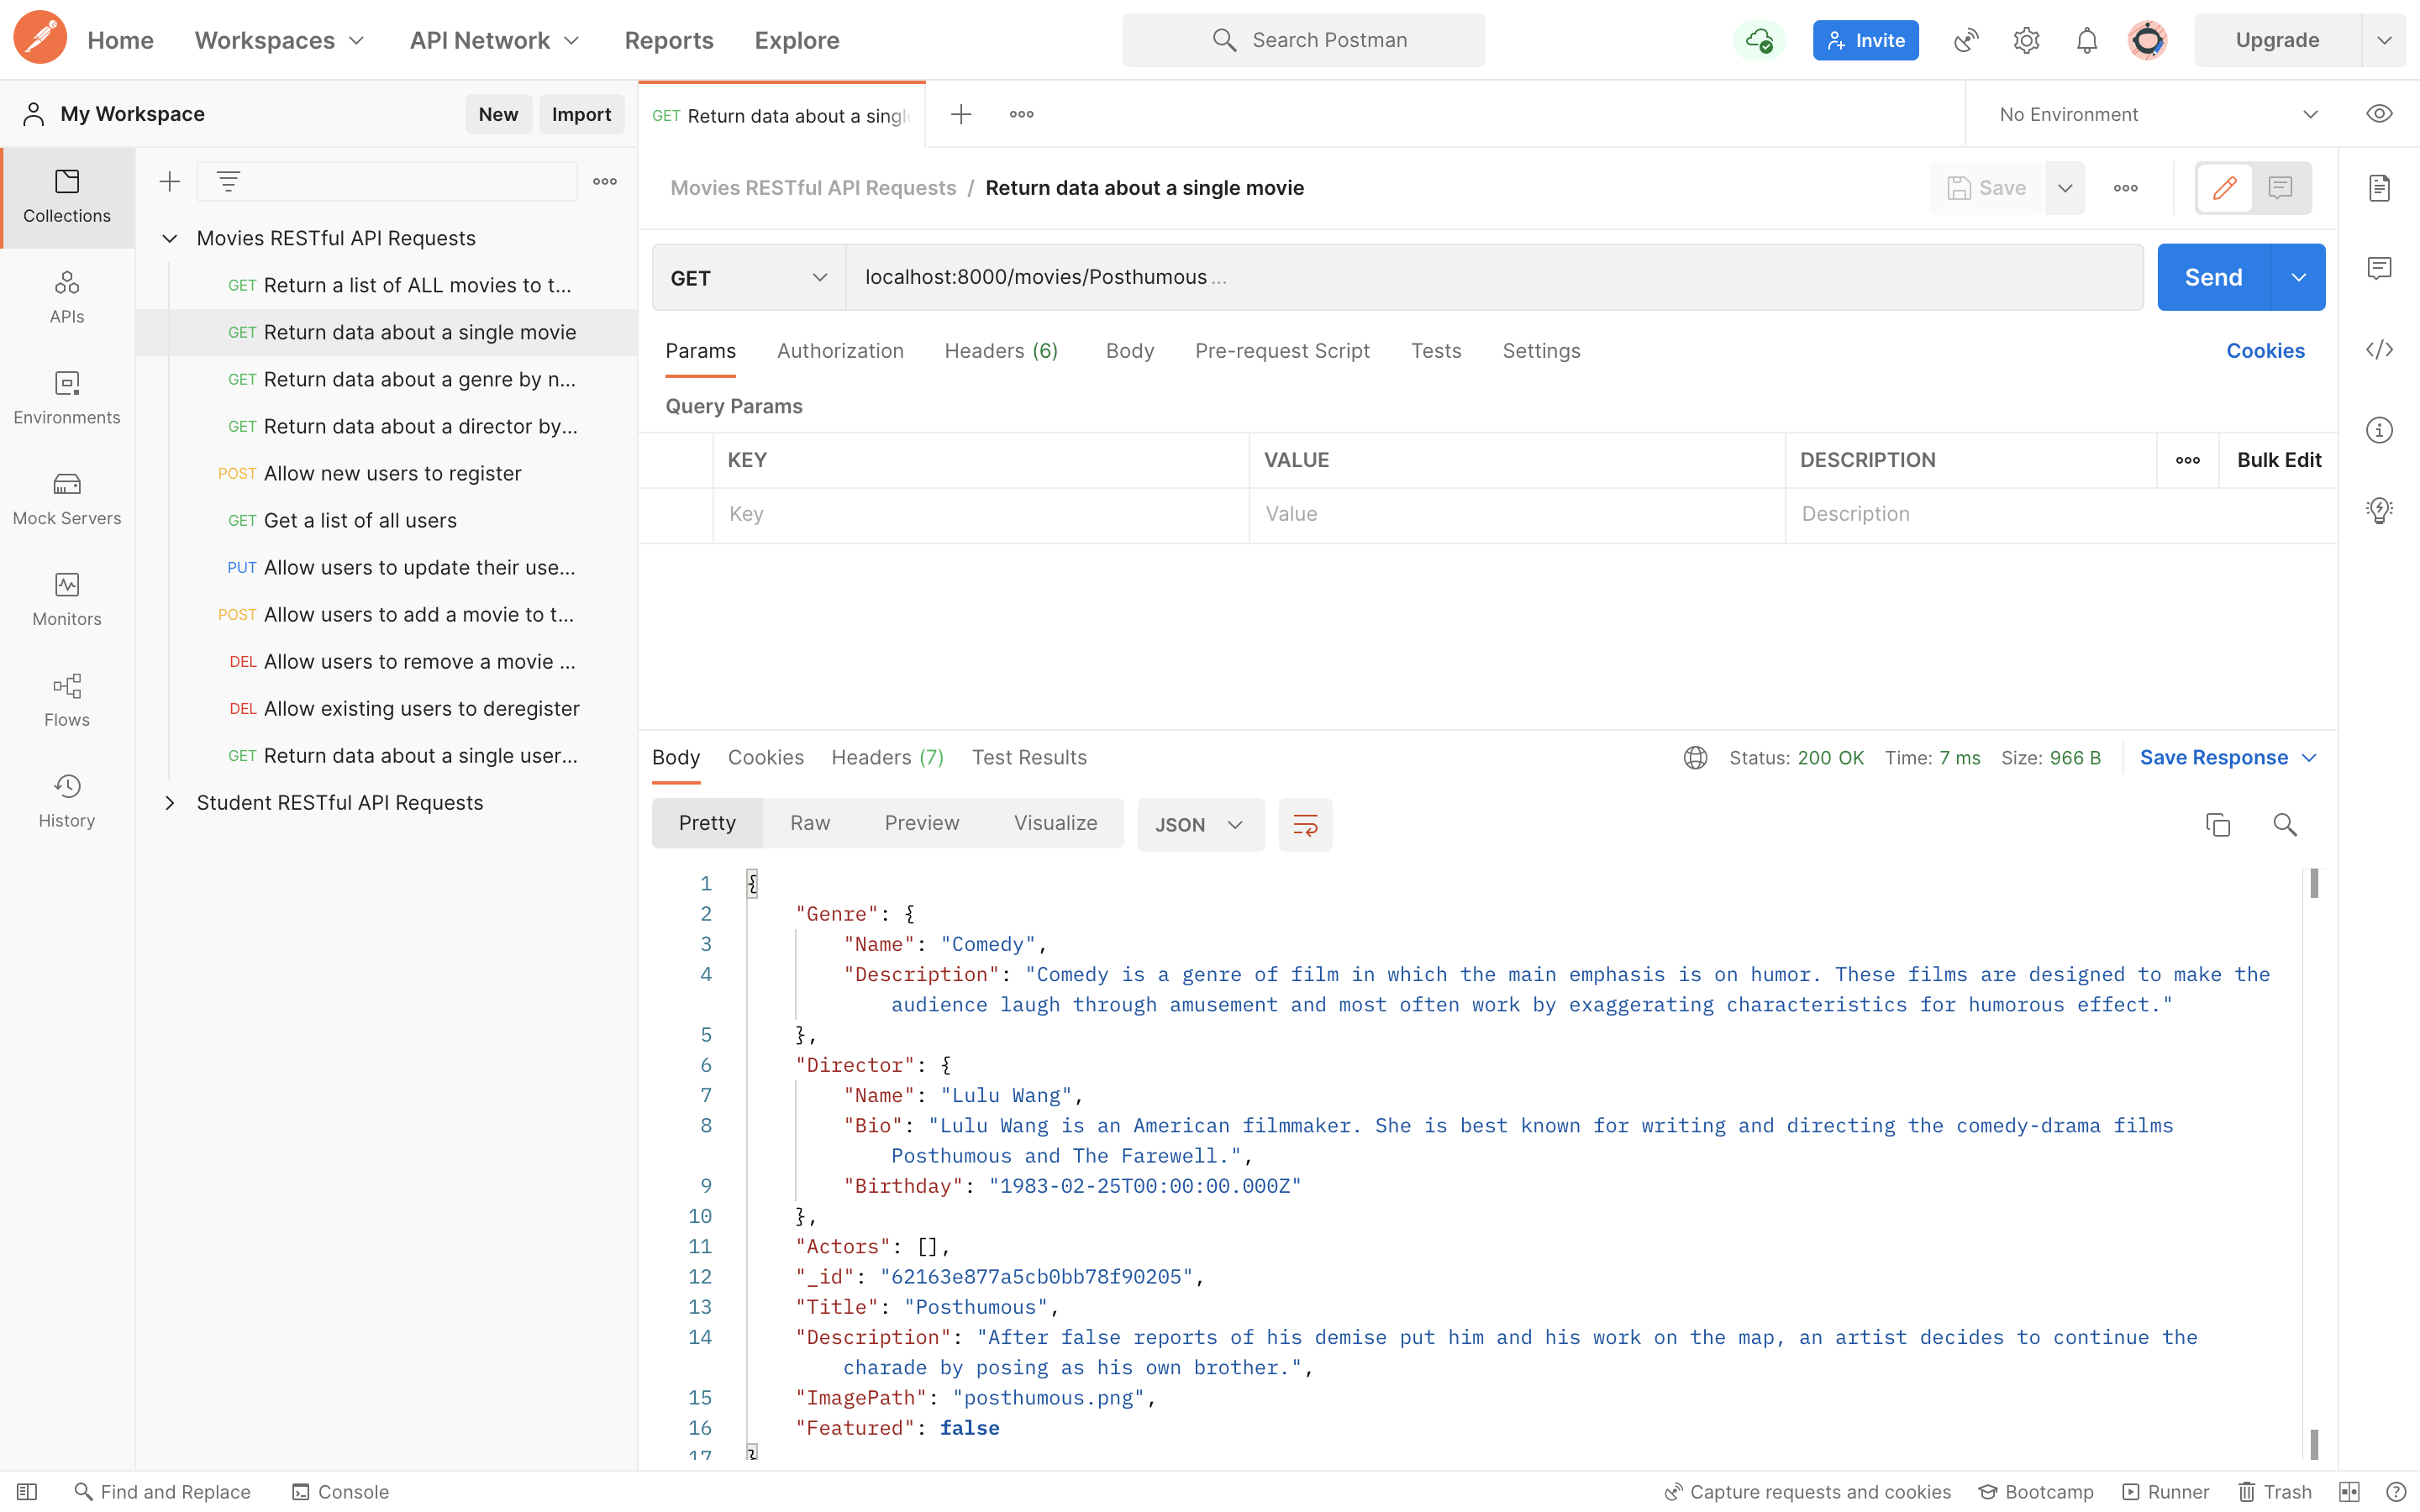 Home
Workspaces
API Network
Reports
Explore
Search Postman
Invite
Upgrade
My Workspace
New
Import
GET Return data about a singl
No Environment
Collections
APIs
Environments
Mock Servers
Monitors
Flows
History
Movies RESTful API Requests
GET Return a list of ALL movies to t...
GET Return data about a single movie
GET Return data about a genre by n...
GET Return data about a director by...
POST Allow new users to register
GET Get a list of all users
PUT Allow users to update their use...
POST Allow users to add a movie to t...
DEL Allow users to remove a movie ...
DEL Allow existing users to deregister
GET Return data about a single user...
Student RESTful API Requests
Movies RESTful API Requests / Return data about a single movie
Save
GET
localhost:8000/movies/Posthumous ...
Send
Params
Authorization
Headers (6)
Body
Pre-request Script
Tests
Settings
Cookies
Query Params
KEY
VALUE
DESCRIPTION
Bulk Edit
Key
Value
Description
Body
Cookies
Headers (7)
Test Results
Status: 200 OK
Time: 7 ms
Size: 966 B
Save Response
Pretty
Raw
Preview
Visualize
JSON
1 {
2 "Genre": {
3 "Name": "Comedy",
4 "Description": "Comedy is a genre of film in which the main emphasis is on humor. These films are designed to make the
audience laugh through amusement and most often work by exaggerating characteristics for humorous effect."
5 },
6 "Director": {
7 "Name": "Lulu Wang",
8 "Bio": "Lulu Wang is an American filmmaker. She is best known for writing and directing the comedy-drama films
Posthumous and The Farewell.",
9 "Birthday": "1983-02-25T00:00:00.000Z"
10 },
11 "Actors": [],
12 "_id": "62163e877a5cb0bb78f90205",
13 "Title": "Posthumous",
14 "Description": "After false reports of his demise put him and his work on the map, an artist decides to continue the
charade by posing as his own brother.",
15 "ImagePath": "posthumous.png",
16 "Featured": false
17 }
Find and Replace
Console
Capture requests and cookies
Bootcamp
Runner
Trash